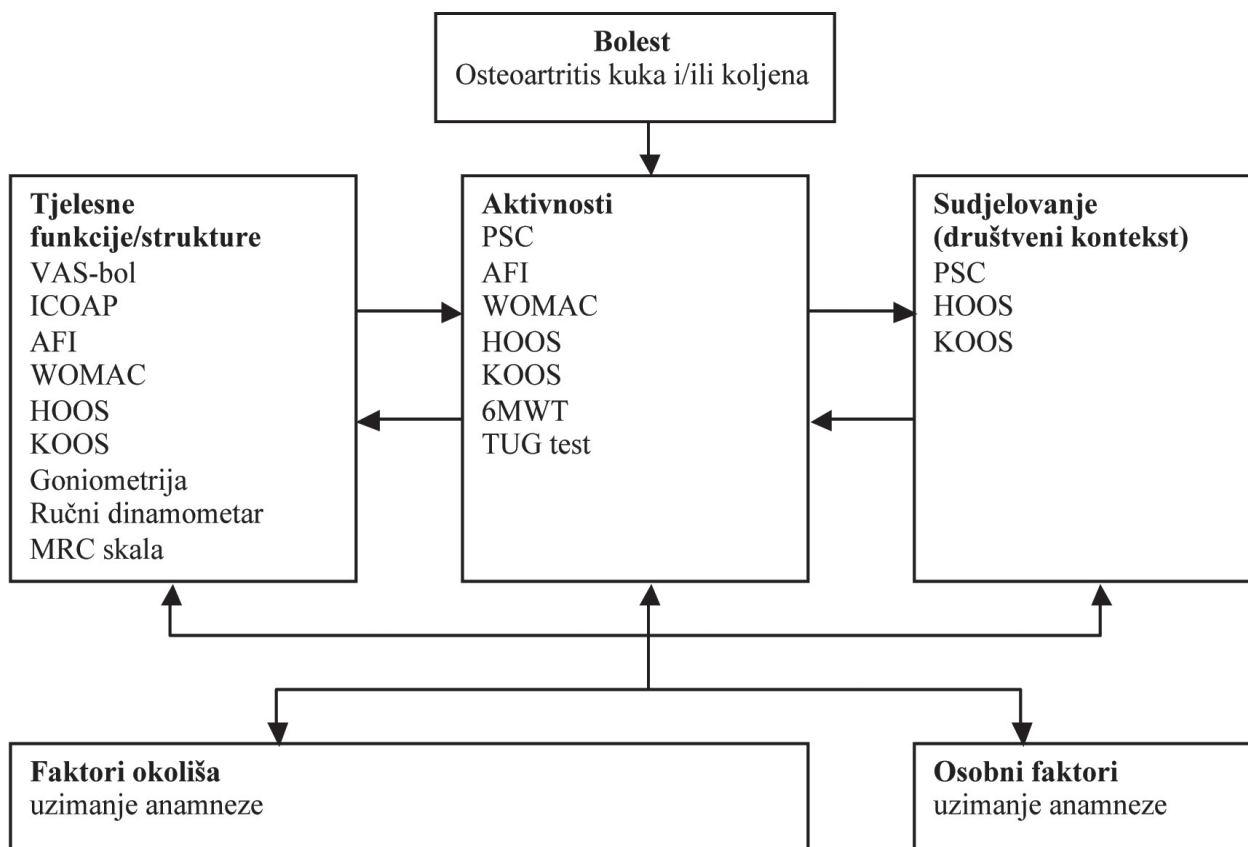 Bolest
Osteoartritis kuka i/ili koljena
Tjelesne
funkcije/strukture
VAS-bol
ICOAP
AFI
WOMAC
HOOS
KOOS
Goniometrija
Ručni dinamometar
MRC skala
Aktivnosti
PSC
AFI
WOMAC
HOOS
KOOS
6MWT
TUG test
Sudjelovanje
(društveni kontekst)
PSC
HOOS
KOOS
Faktori okoliša
uzimanje anamneze
Osobni faktori
uzimanje anamneze